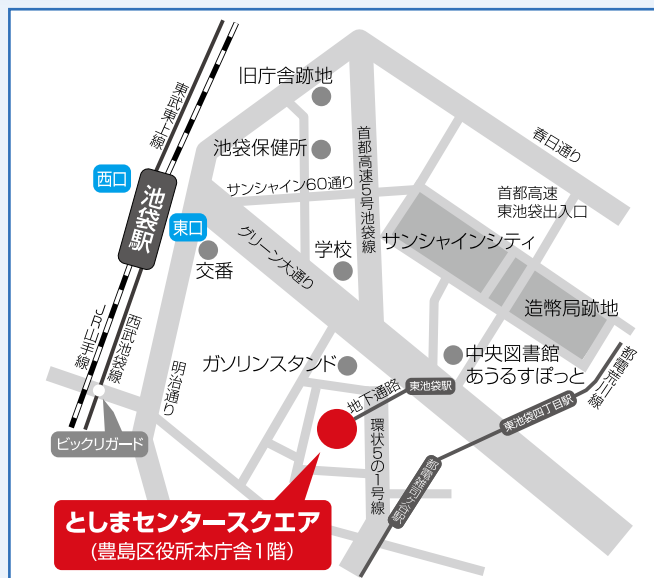 旧庁舎跡地
東武東上線
池袋保健所
首都高速5号池袋線
春日通り
西口
池袋駅
サンシャイン60通り
首都高速
東池袋出入口
東口
グリーン大通り
学校
サンシャインシティ
交番
造幣局跡地
JR山手線
西武池袋線
明治通り
ガソリンスタンド
中央図書館
あうるすぽっと
都電荒川線
地下通路
東池袋駅
東池袋四丁目駅
環状5の1号線
ビックリガード
都電雑司ヶ谷駅
としまセンタースクエア
(豊島区役所本庁舎1階)